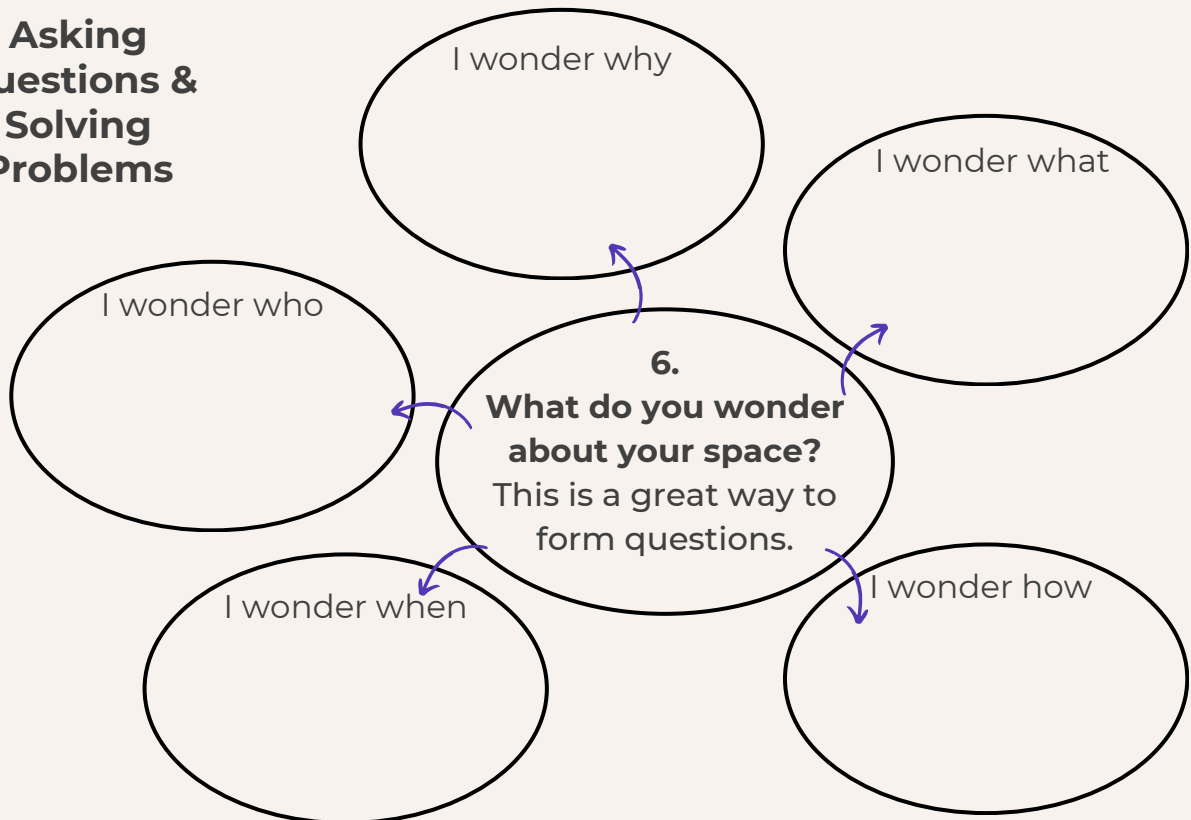 Asking
uestions &
Solving
Problems
I wonder why
I wonder what
I wonder who
6.
What do you wonder
about your space?
This is a great way to
form questions.
I wonder when
I wonder how